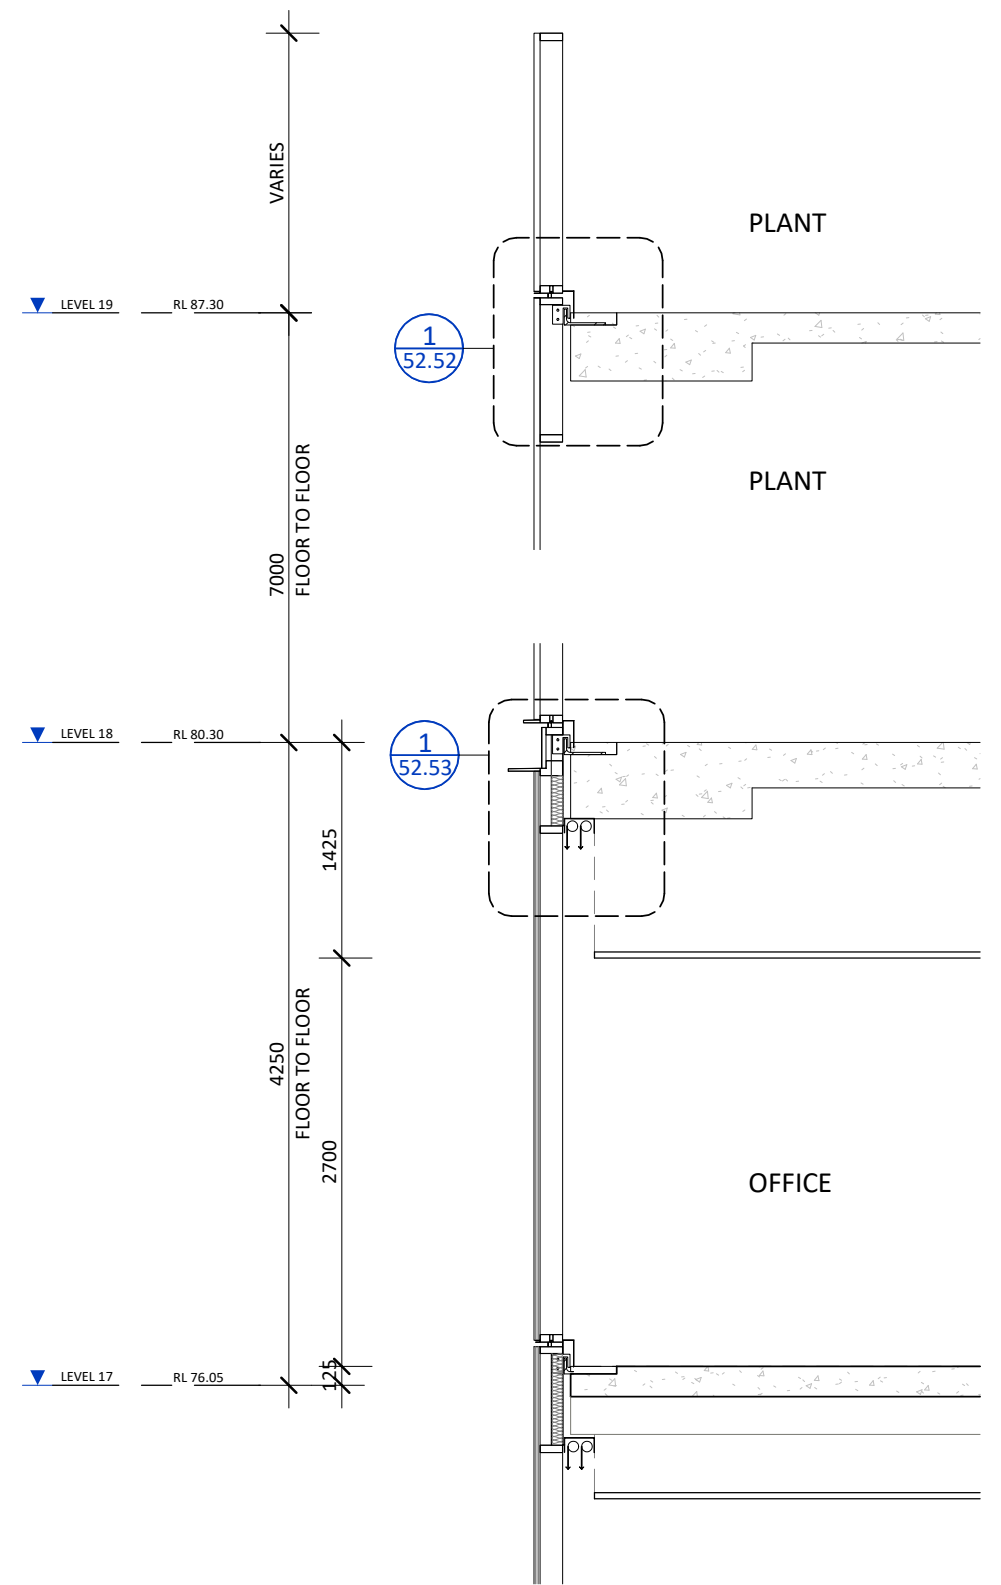 VARIES
PLANT
LEVEL 19 RL 87.30
1
52.52
7000
FLOOR TO FLOOR
PLANT
LEVEL 18 RL 80.30
1
52.53
1425
4250
FLOOR TO FLOOR
2700
OFFICE
125
LEVEL 17 RL 76.05